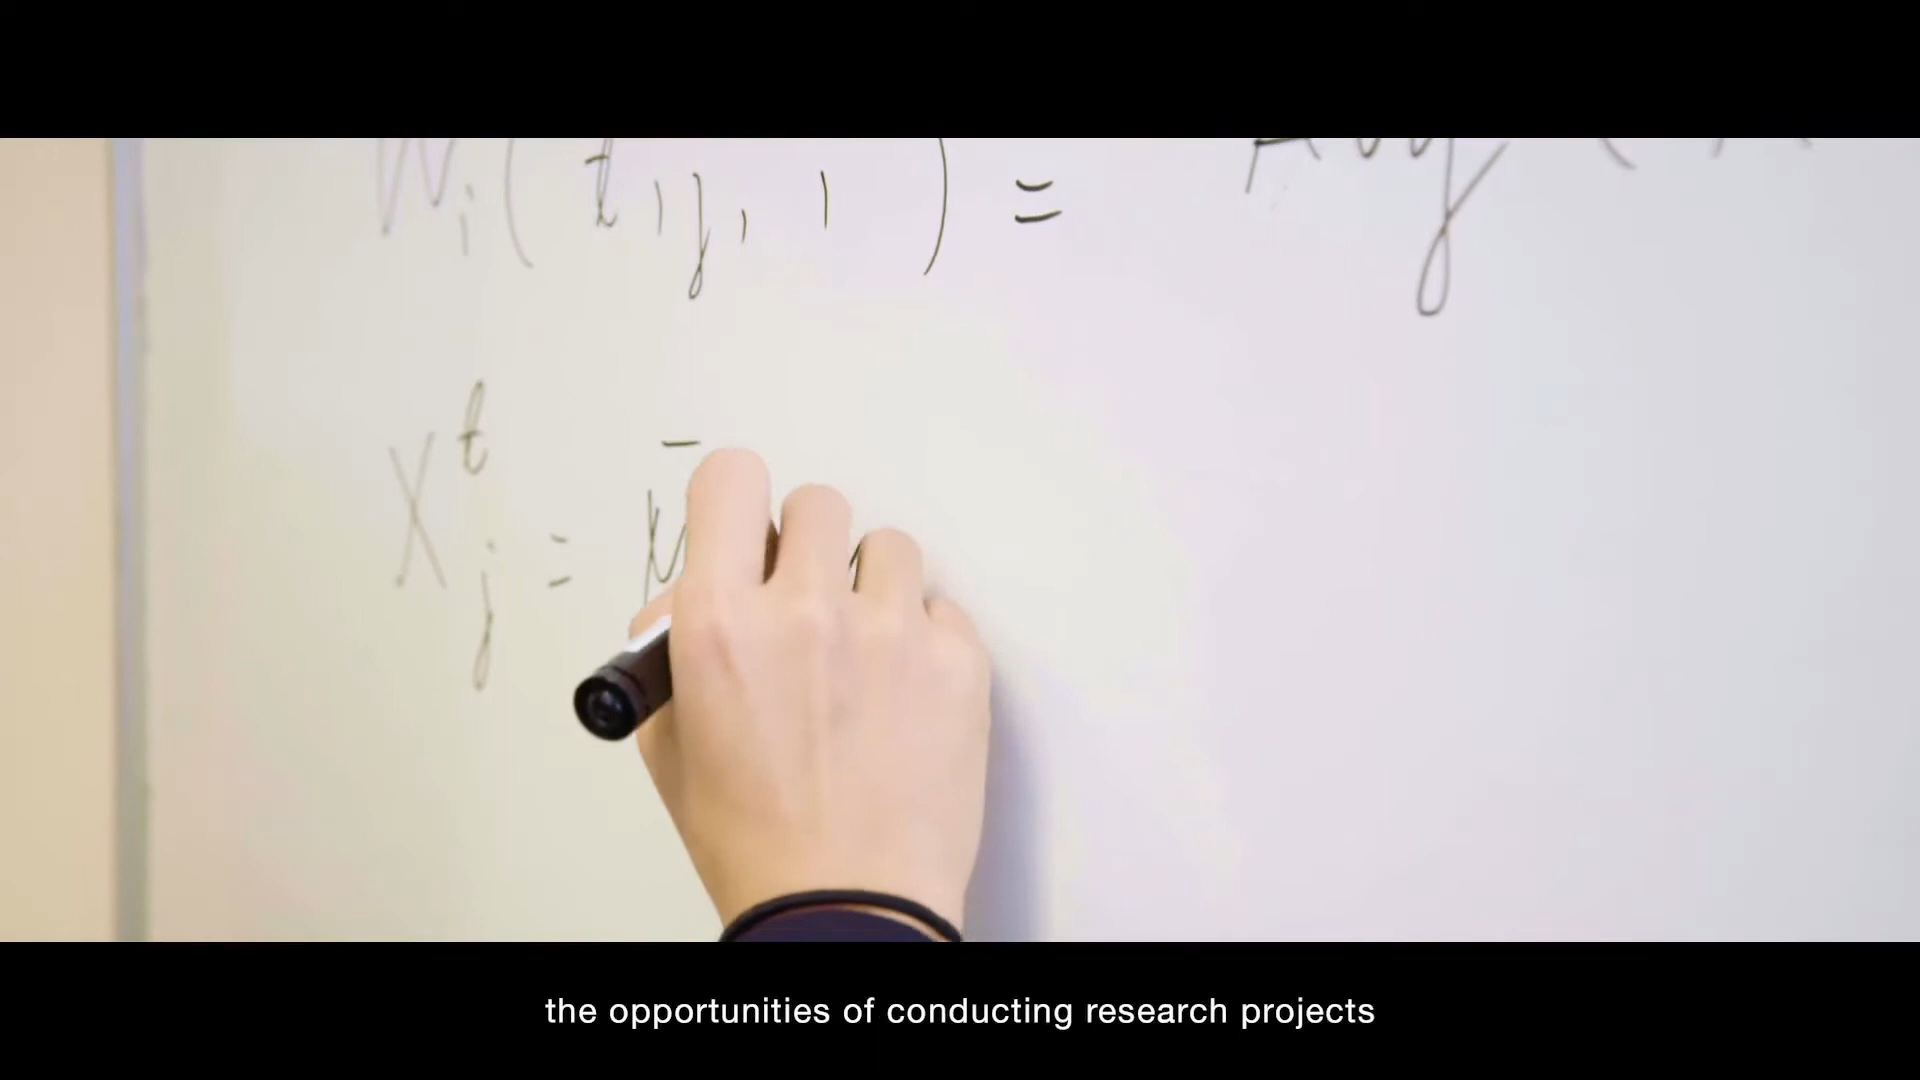 W_i(t, j, 1) =
X_j^t =
the opportunities of conducting research projects